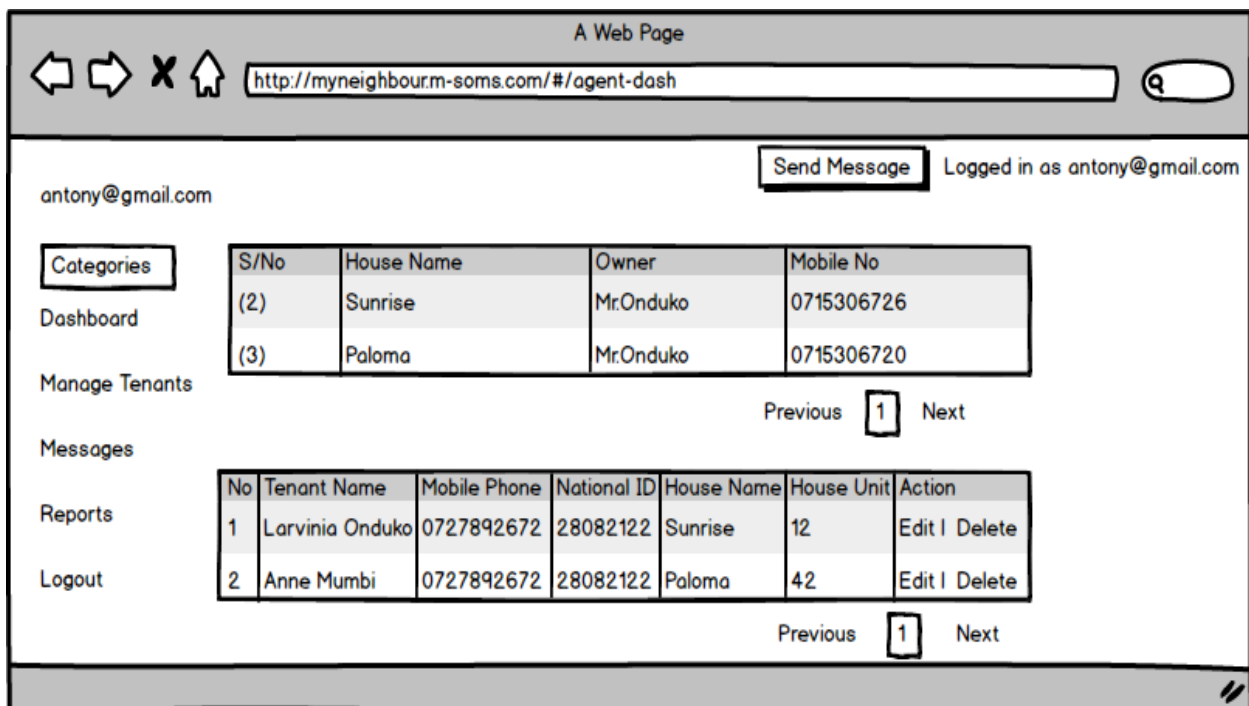 A Web Page
http://myneighbour.m-soms.com/#/agent-dash
Send Message Logged in as antony@gmail.com
antony@gmail.com
Categories
Dashboard
Manage Tenants
Messages
Reports
Logout
S/No House Name Owner Mobile No
(2) Sunrise Mr.Onduko 0715306726
(3) Paloma Mr.Onduko 0715306720
Previous 1 Next
No Tenant Name Mobile Phone National ID House Name House Unit Action
1 Larvinia Onduko 0727892672 28082122 Sunrise 12 Edit | Delete
2 Anne Mumbi 0727892672 28082122 Paloma 42 Edit | Delete
Previous 1 Next